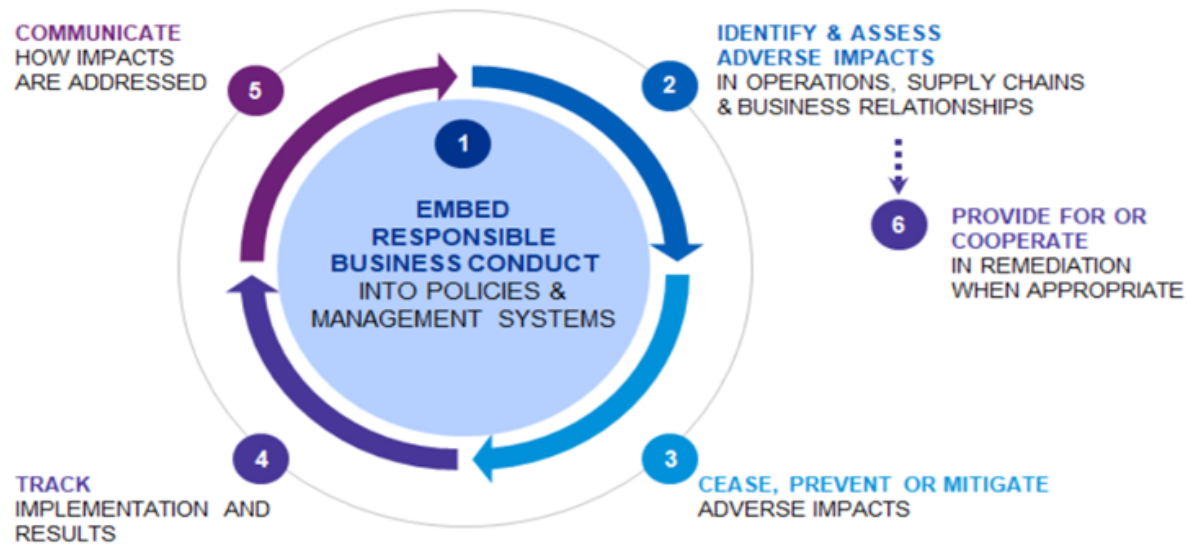 COMMUNICATE
HOW IMPACTS
ARE ADDRESSED
5
IDENTIFY & ASSESS
ADVERSE IMPACTS
IN OPERATIONS, SUPPLY CHAINS
& BUSINESS RELATIONSHIPS
2
1
EMBED
RESPONSIBLE
BUSINESS CONDUCT
INTO POLICIES &
MANAGEMENT SYSTEMS
6
PROVIDE FOR OR
COOPERATE
IN REMEDIATION
WHEN APPROPRIATE
4
TRACK
IMPLEMENTATION AND
RESULTS
3
CEASE, PREVENT OR MITIGATE
ADVERSE IMPACTS